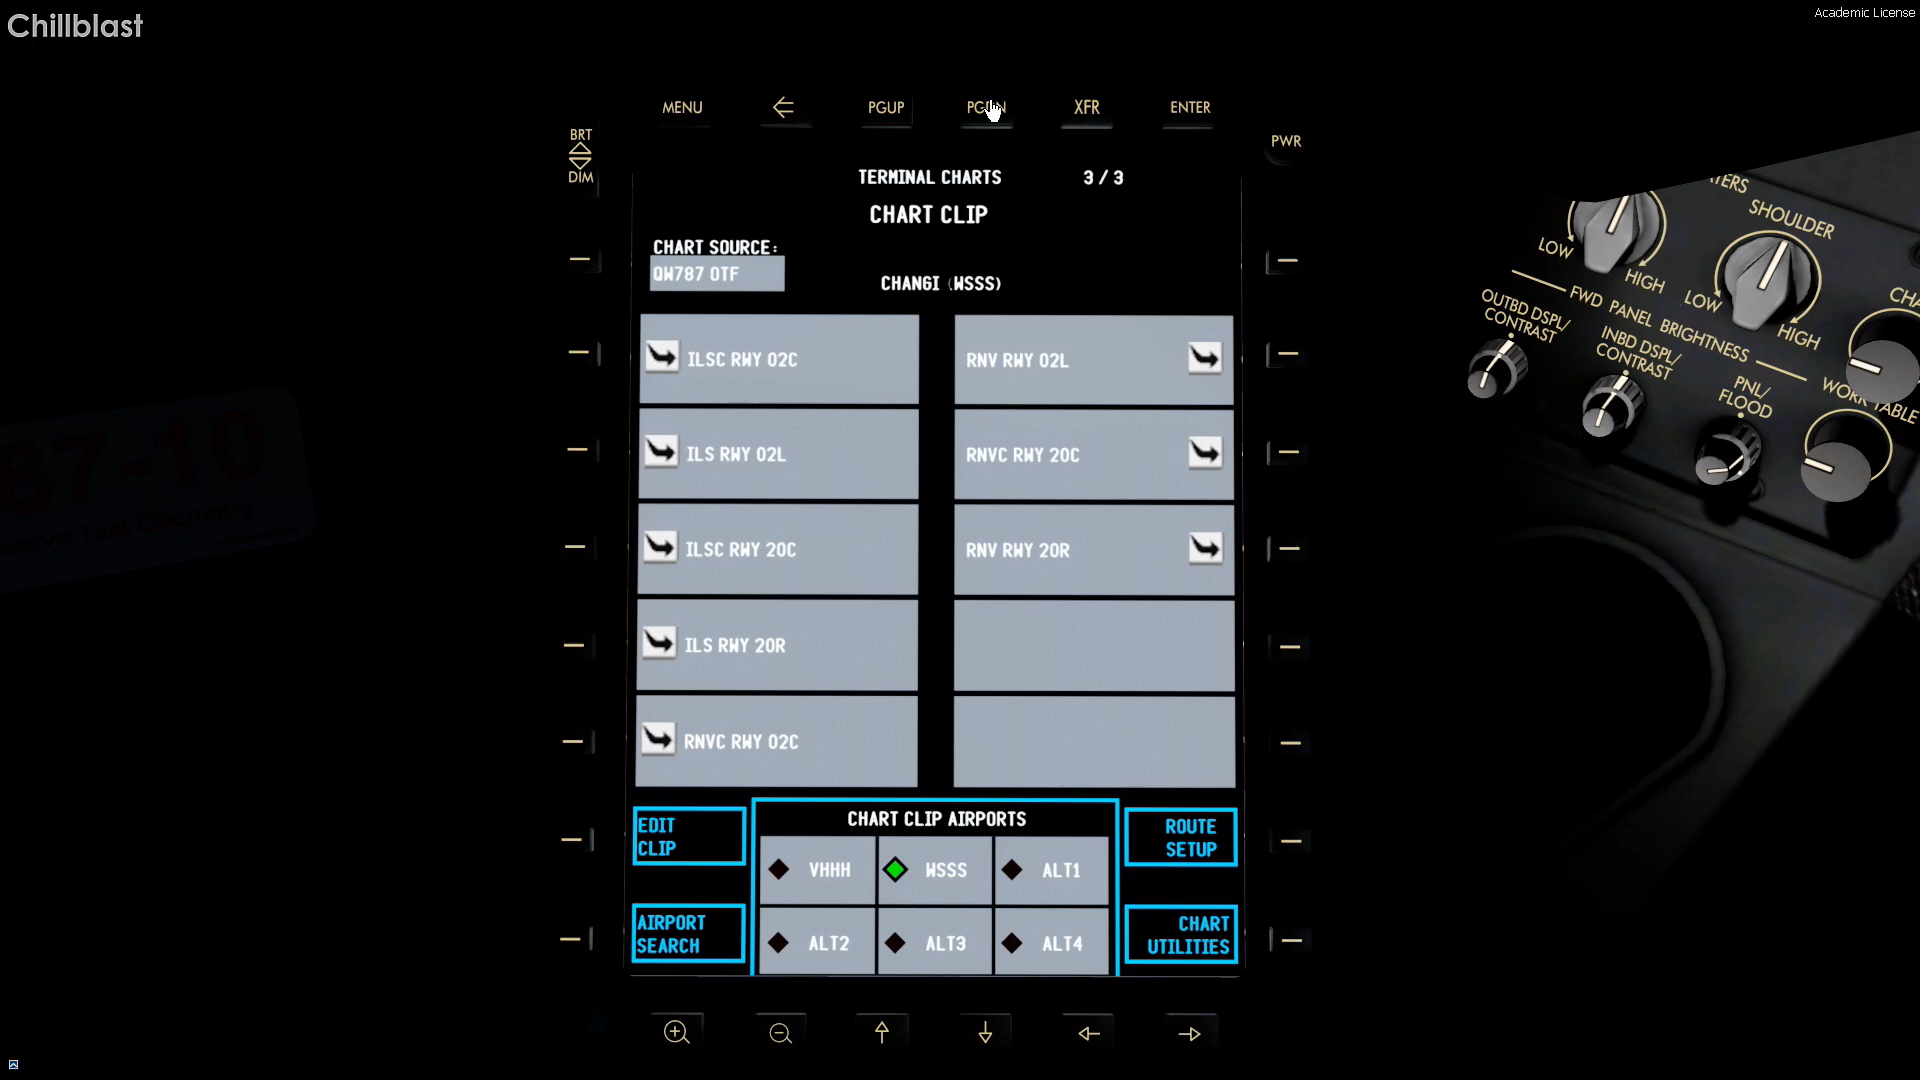 Chillblast
Academic License
MENU
PGUP
XFR
ENTER
BRT
DIM
PWR
TERMINAL CHARTS 3 / 3
CHART CLIP
CHART SOURCE:
QW787 OTF
CHANGI (WSSS)
ILSC RWY 02C
RNV RWY 02L
ILS RWY 02L
RNVC RWY 20C
ILSC RWY 20C
RNV RWY 20R
ILS RWY 20R
RNVC RWY 02C
EDIT
CLIP
CHART CLIP AIRPORTS
ROUTE
SETUP
VHHH
WSSS
ALT1
AIRPORT
SEARCH
ALT2
ALT3
ALT4
CHART
UTILITIES
SHOULDER
LOW
HIGH
LOW
HIGH
FWD PANEL BRIGHTNESS
OUTBD DSPL/
CONTRAST
INBD DSPL/
CONTRAST
PNL/
FLOOD
WORK TABLE
87-10